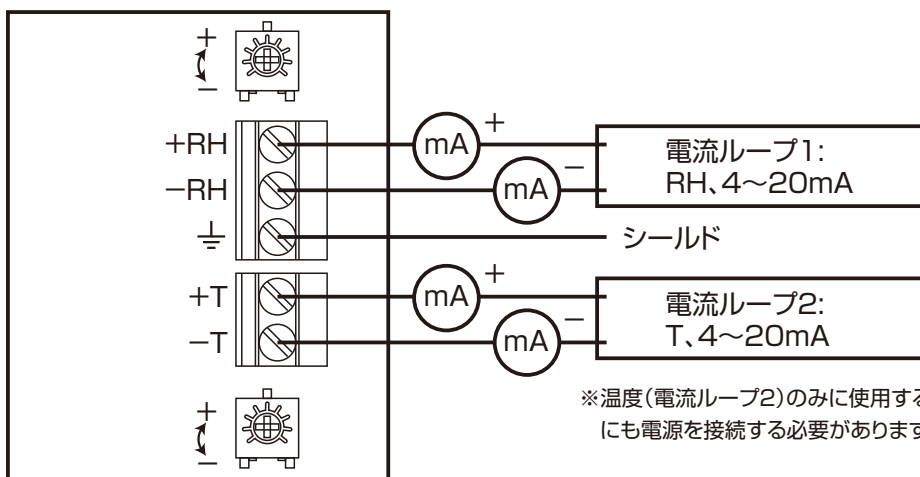 +
−
+RH
−RH
+T
−T
+
−
mA
+
mA
−
電流ループ1:
RH、4～20mA
シールド
mA
+
mA
−
電流ループ2:
T、4～20mA
※温度(電流ループ2)のみに使用する
にも電源を接続する必要があります